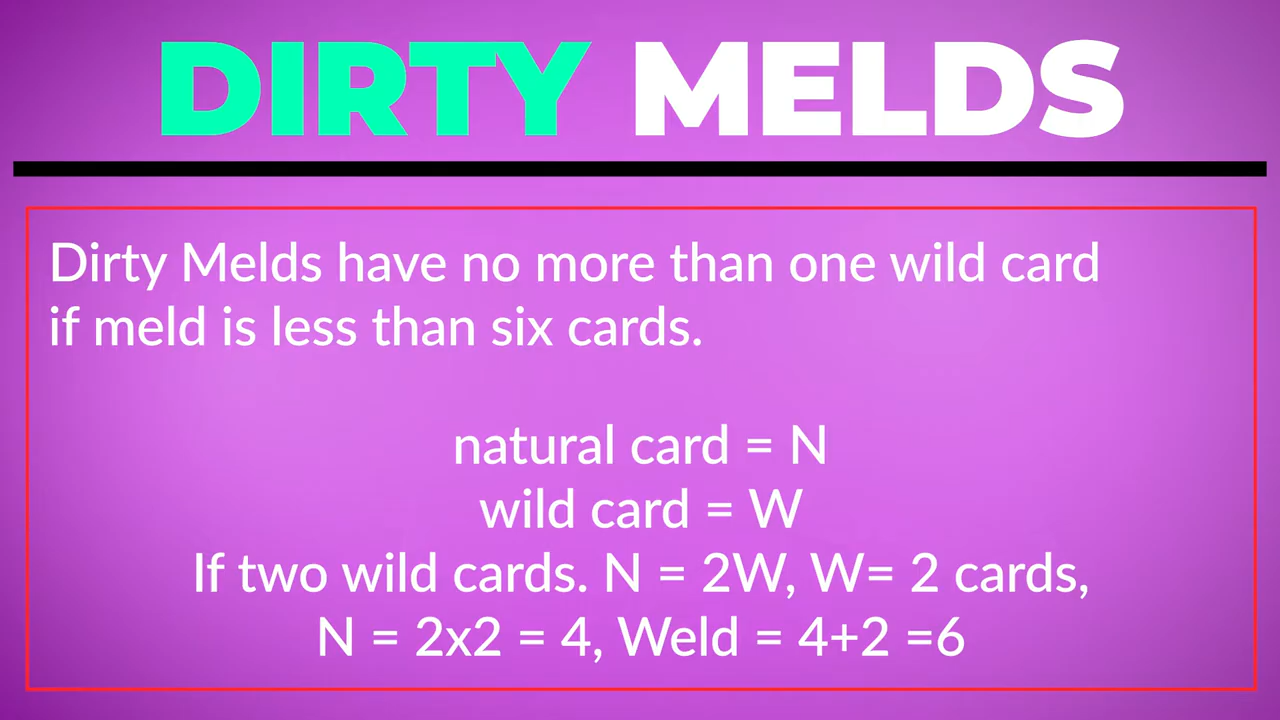 DIRTY MELDS
Dirty Melds have no more than one wild card
if meld is less than six cards.
natural card = N
wild card = W
If two wild cards. N = 2W, W= 2 cards,
N = 2x2 = 4, Weld = 4+2 =6